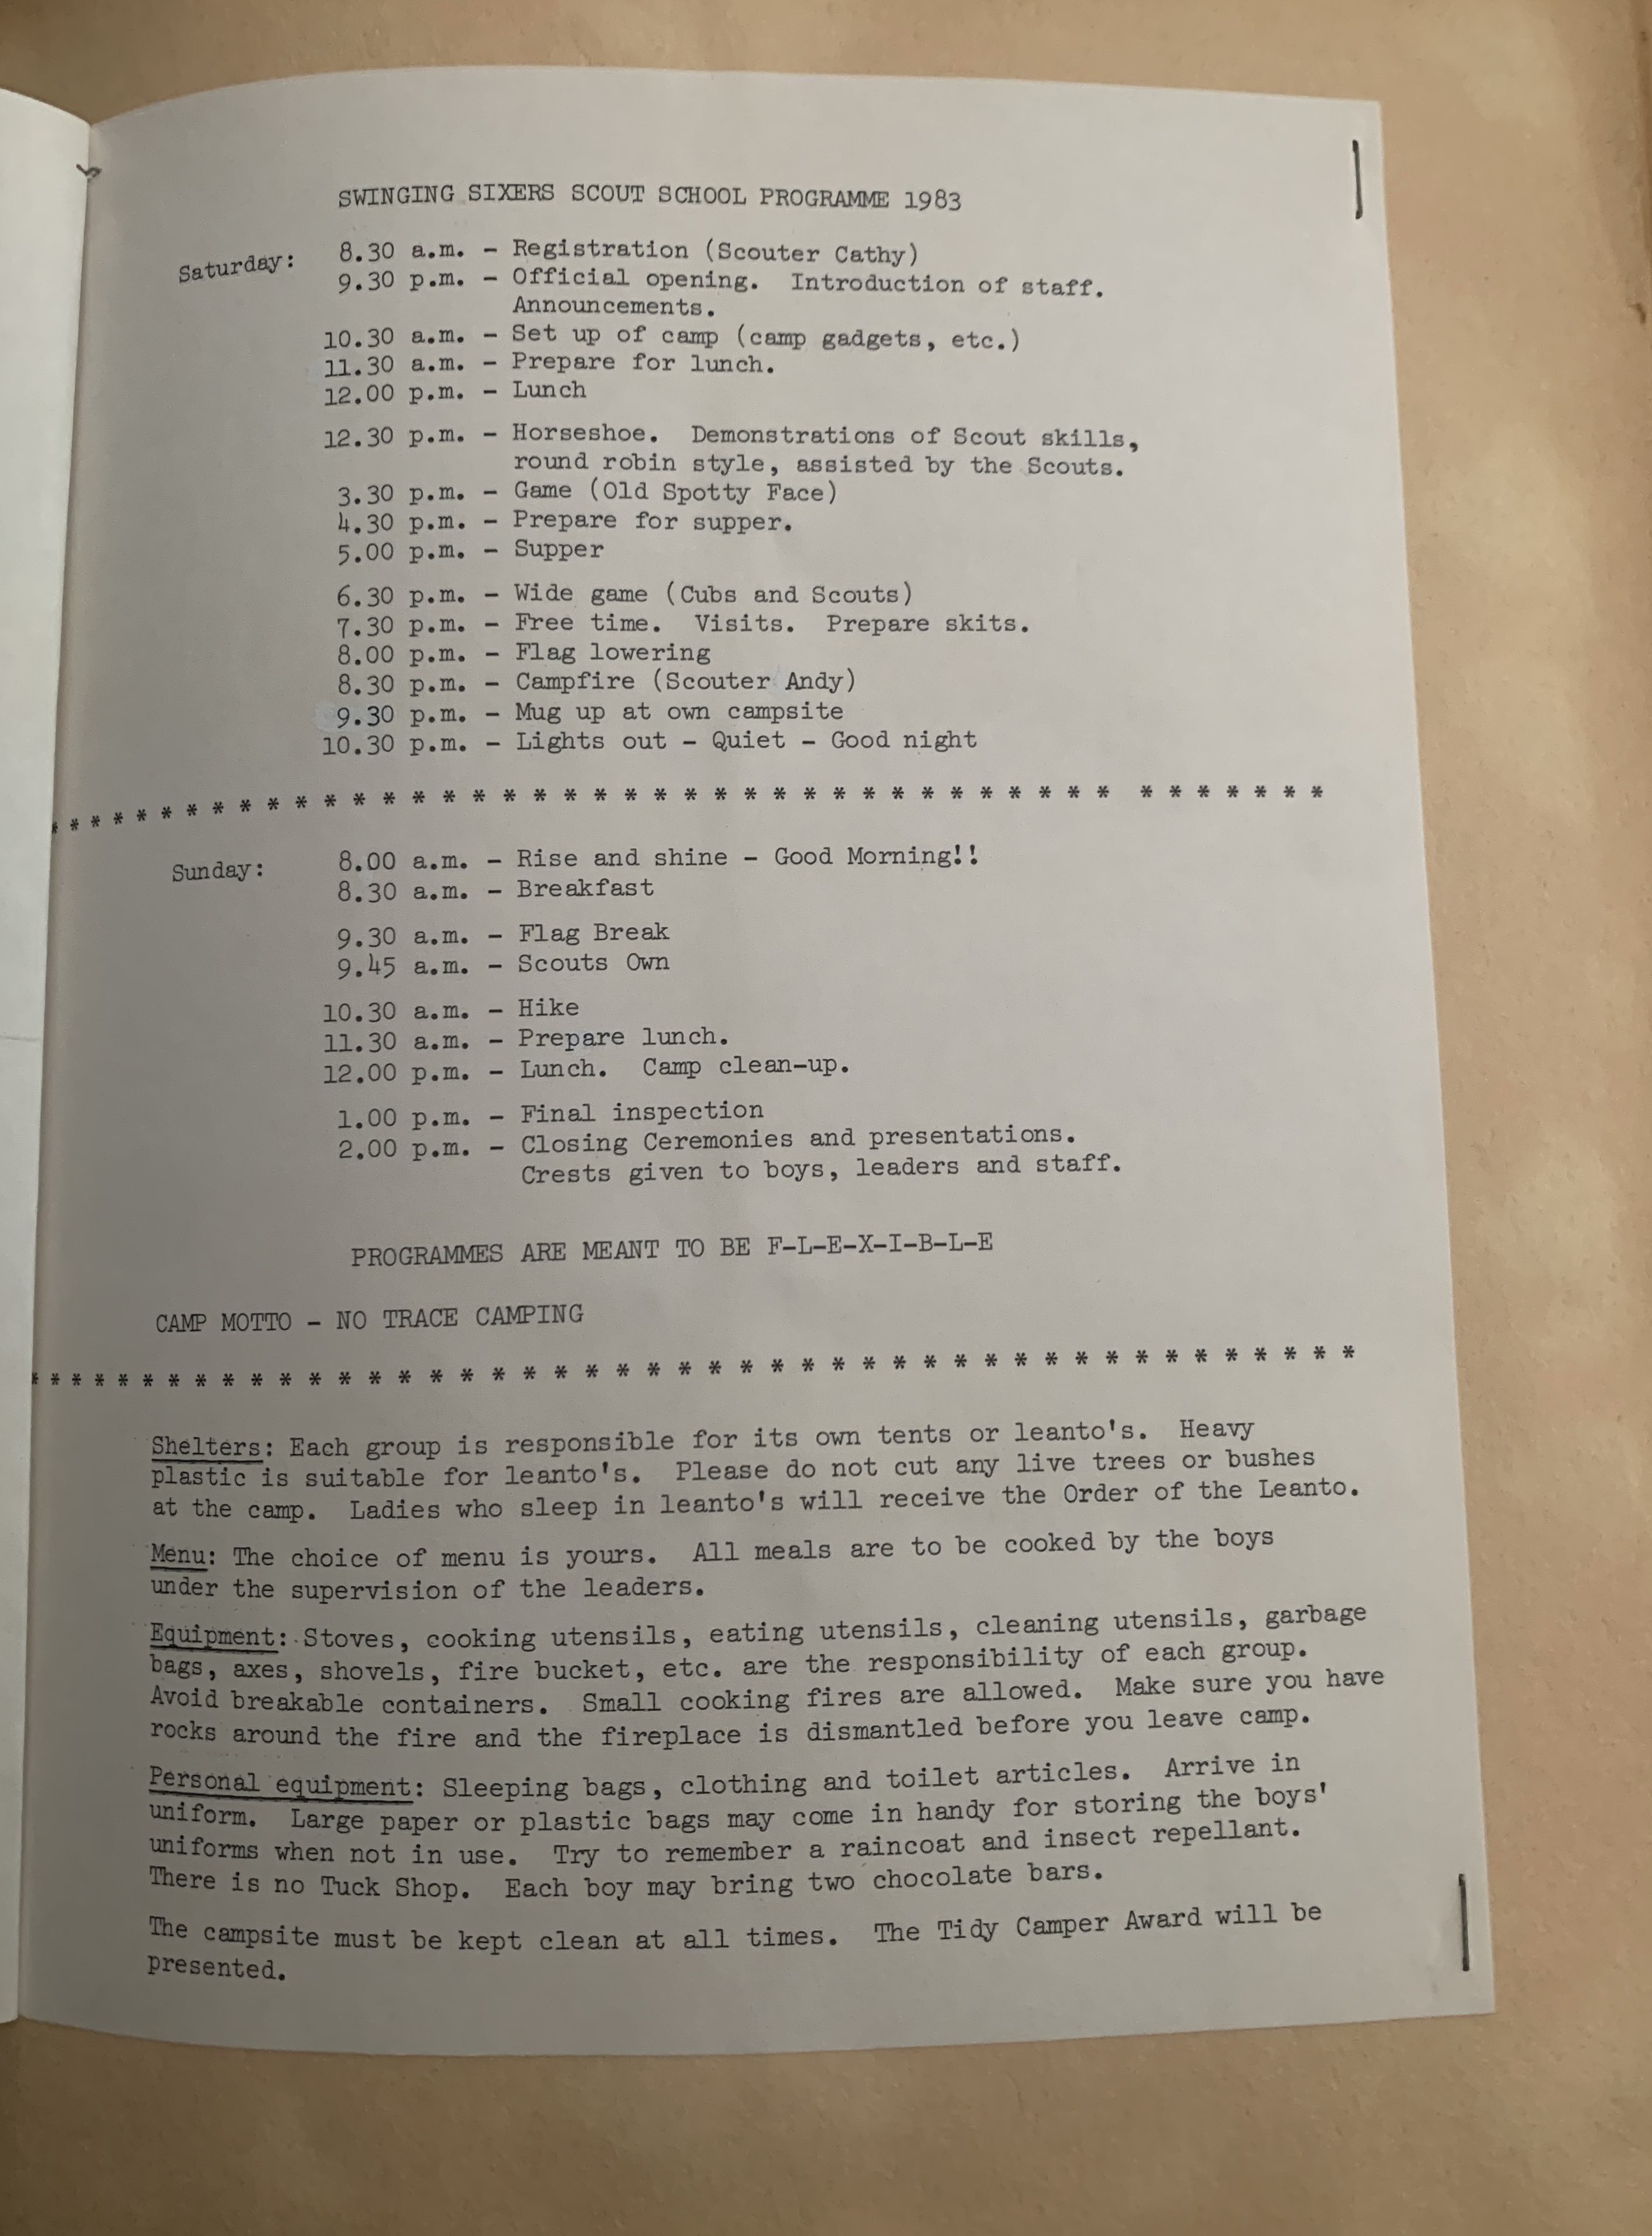 SWINGING SIXERS SCOUT SCHOOL PROGRAMME 1983
Saturday: 8.30 a.m. - Registration (Scouter Cathy)
9.30 p.m. - Official opening. Introduction of staff.
Announcements.
10.30 a.m. - Set up of camp (camp gadgets, etc.)
11.30 a.m. - Prepare for lunch.
12.00 p.m. - Lunch
12.30 p.m. - Horseshoe. Demonstrations of Scout skills,
round robin style, assisted by the Scouts.
3.30 p.m. - Game (Old Spotty Face)
4.30 p.m. - Prepare for supper.
5.00 p.m. - Supper
6.30 p.m. - Wide game (Cubs and Scouts)
7.30 p.m. - Free time. Visits. Prepare skits.
8.00 p.m. - Flag lowering
8.30 p.m. - Campfire (Scouter Andy)
9.30 p.m. - Mug up at own campsite
10.30 p.m. - Lights out - Quiet - Good night
* * * * * * * * * * * * * * * * * * * * * * * * * * * * * * * * * * * * * * * * * * * *
Sunday: 8.00 a.m. - Rise and shine - Good Morning!!
8.30 a.m. - Breakfast
9.30 a.m. - Flag Break
9.45 a.m. - Scouts Own
10.30 a.m. - Hike
11.30 a.m. - Prepare lunch.
12.00 p.m. - Lunch. Camp clean-up.
1.00 p.m. - Final inspection
2.00 p.m. - Closing Ceremonies and presentations.
Crests given to boys, leaders and staff.
PROGRAMMES ARE MEANT TO BE F-L-E-X-I-B-L-E
CAMP MOTTO - NO TRACE CAMPING
* * * * * * * * * * * * * * * * * * * * * * * * * * * * * * * * * * * * * * * * * * * *
Shelters: Each group is responsible for its own tents or leanto's. Heavy
plastic is suitable for leanto's. Please do not cut any live trees or bushes
at the camp. Ladies who sleep in leanto's will receive the Order of the Leanto.
Menu: The choice of menu is yours. All meals are to be cooked by the boys
under the supervision of the leaders.
Equipment: Stoves, cooking utensils, eating utensils, cleaning utensils, garbage
bags, axes, shovels, fire bucket, etc. are the responsibility of each group.
Avoid breakable containers. Small cooking fires are allowed. Make sure you have
rocks around the fire and the fireplace is dismantled before you leave camp.
Personal equipment: Sleeping bags, clothing and toilet articles. Arrive in
uniform. Large paper or plastic bags may come in handy for storing the boys'
uniforms when not in use. Try to remember a raincoat and insect repellant.
There is no Tuck Shop. Each boy may bring two chocolate bars.
The campsite must be kept clean at all times. The Tidy Camper Award will be
presented.